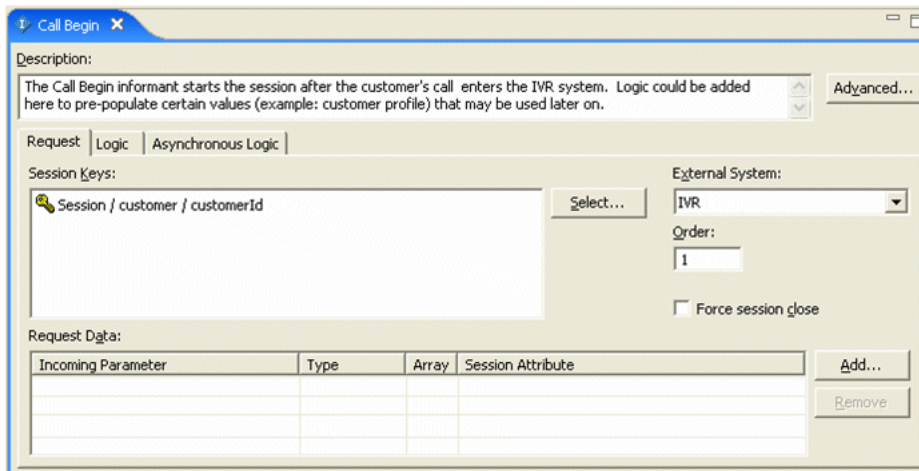 Call Begin
Description:
The Call Begin informant starts the session after the customer's call enters the IVR system. Logic could be added
here to pre-populate certain values (example: customer profile) that may be used later on.
Advanced...
Request Logic Asynchronous Logic
Session Keys:
External System:
Session / customer / customerId
Select...
IVR
Order:
1
Force session close
Request Data:
Incoming Parameter Type Array Session Attribute
Add...
Remove